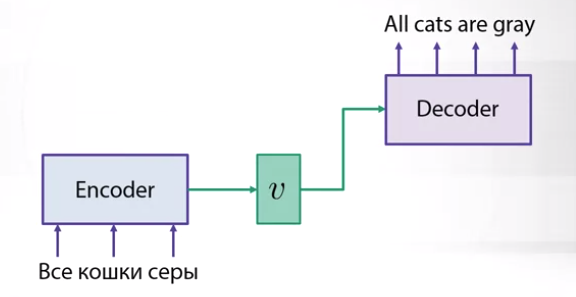 All cats are gray
Decoder
Encoder
v
Все кошки серы